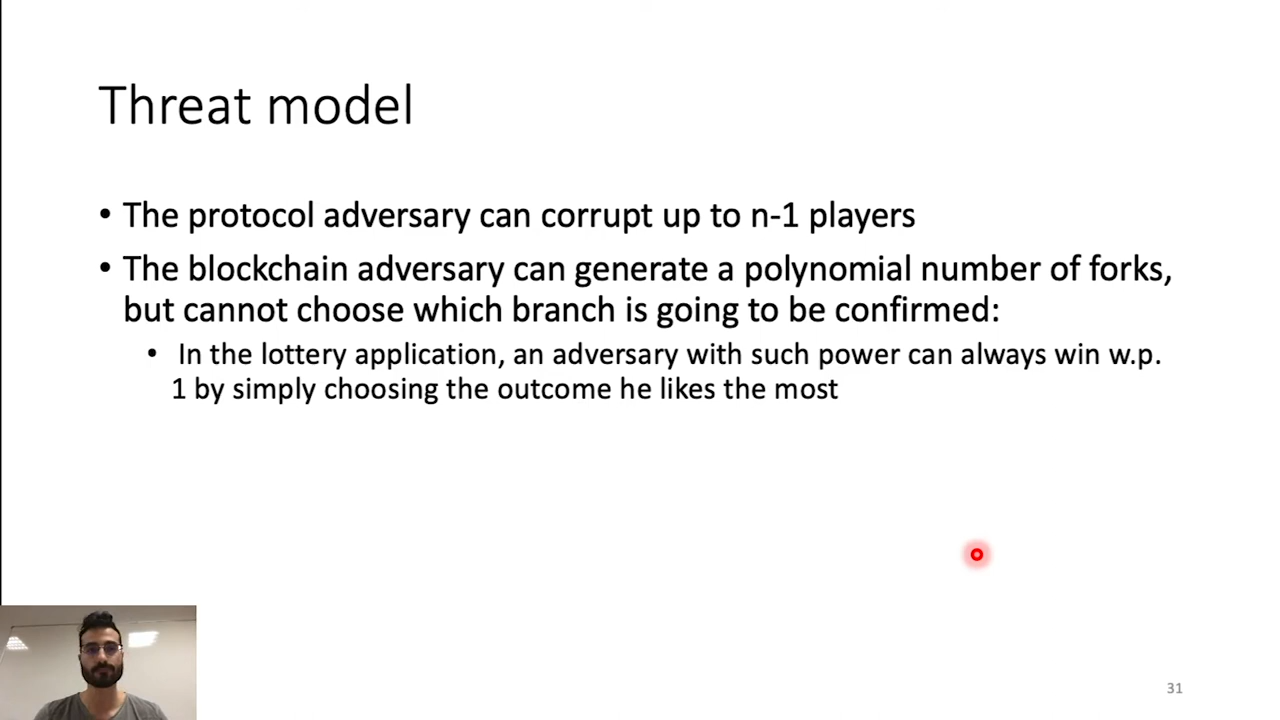 Threat model
• The protocol adversary can corrupt up to n-1 players
• The blockchain adversary can generate a polynomial number of forks,
but cannot choose which branch is going to be confirmed:
• In the lottery application, an adversary with such power can always win w.p.
1 by simply choosing the outcome he likes the most
31